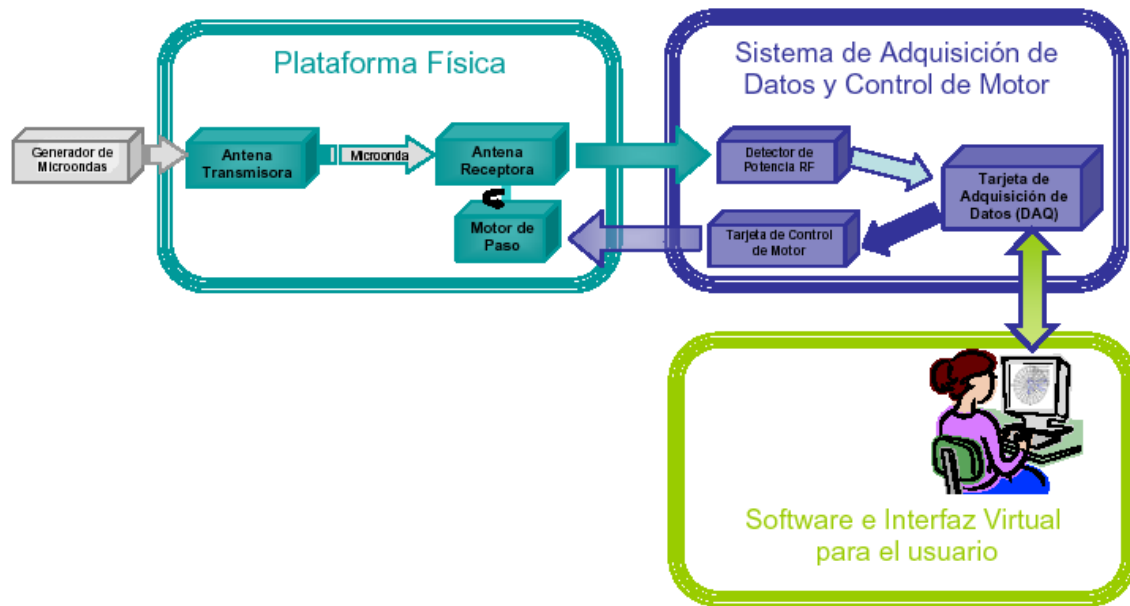 Plataforma Física
Sistema de Adquisición de
Datos y Control de Motor
Generador de
Microondas
Antena
Transmisora
Microonda
Antena
Receptora
Motor de
Paso
Detector de
Potencia RF
Tarjeta de
Adquisición de
Datos (DAQ)
Tarjeta de Control
de Motor
Software e Interfaz Virtual
para el usuario